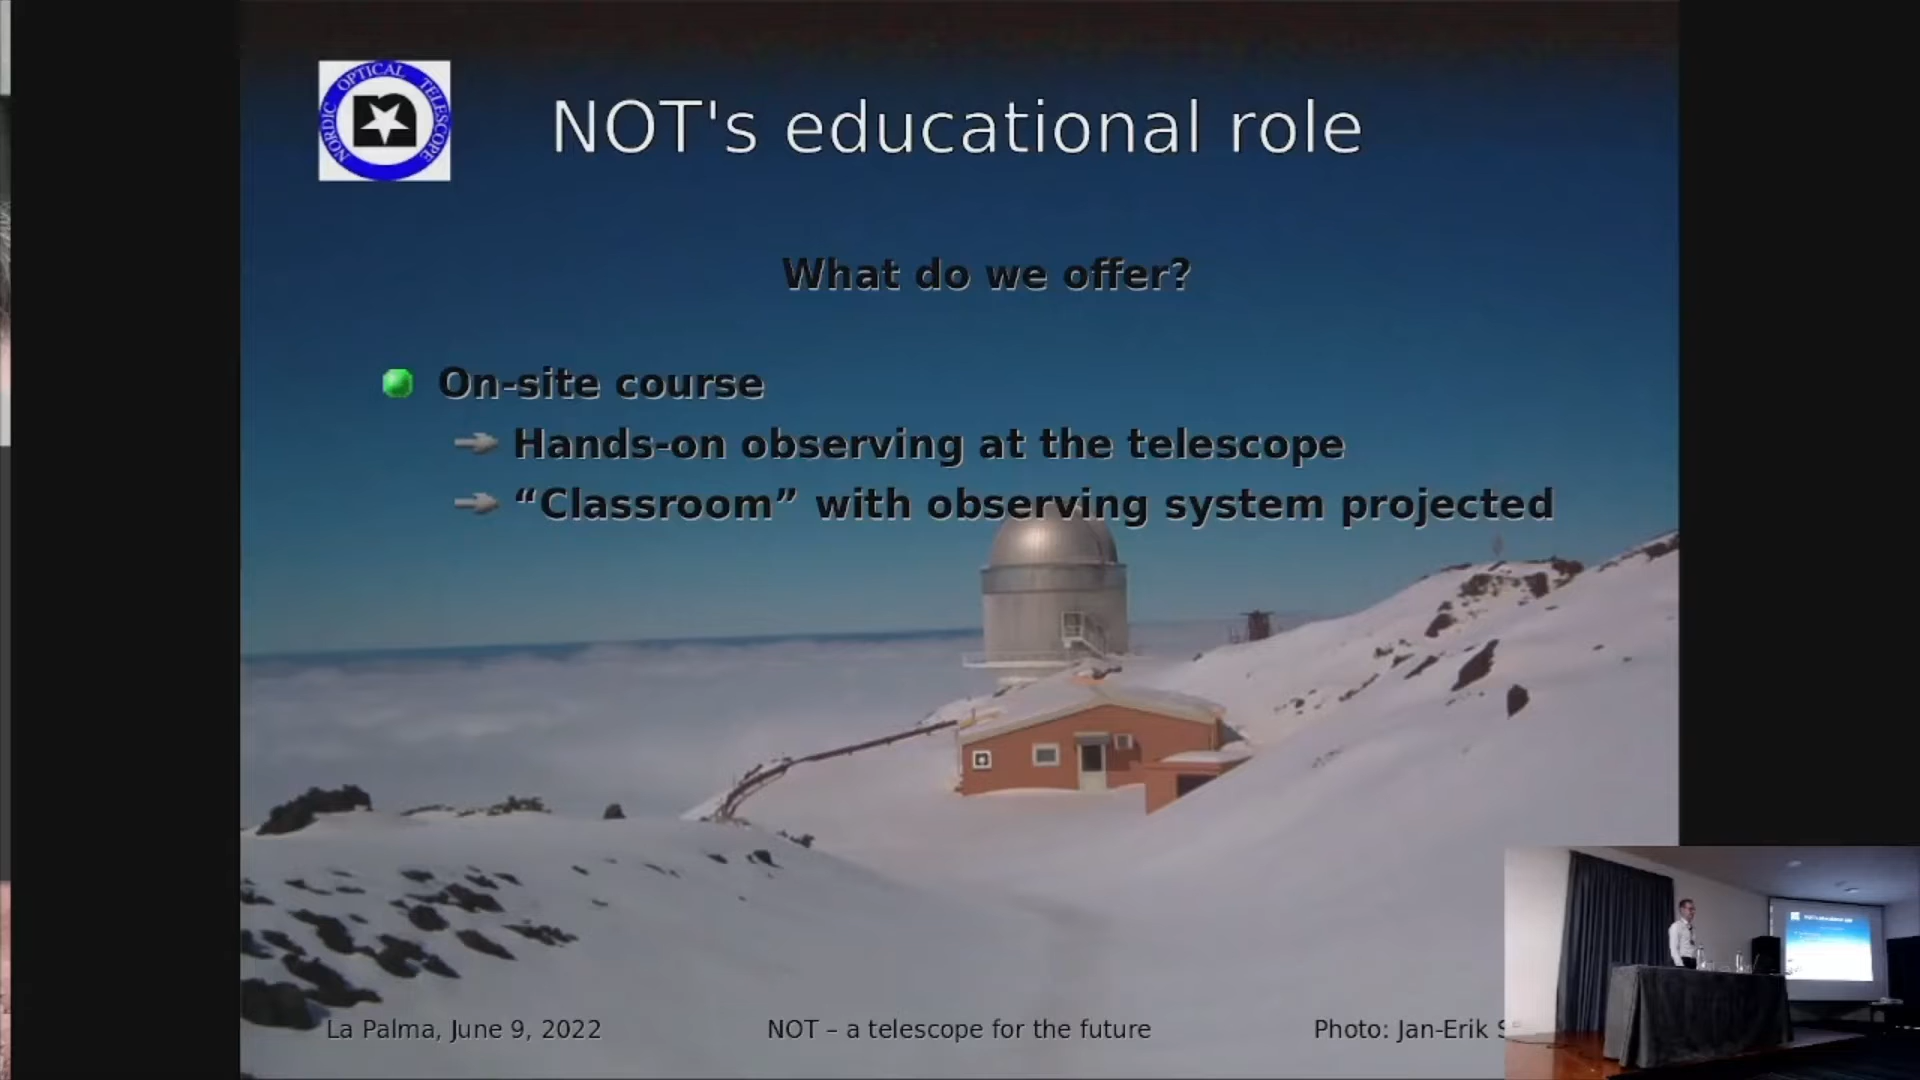 NORDIC OPTICAL TELESCOPE
NOT's educational role
What do we offer?
On-site course
Hands-on observing at the telescope
“Classroom” with observing system projected
La Palma, June 9, 2022
NOT – a telescope for the future
Photo: Jan-Erik